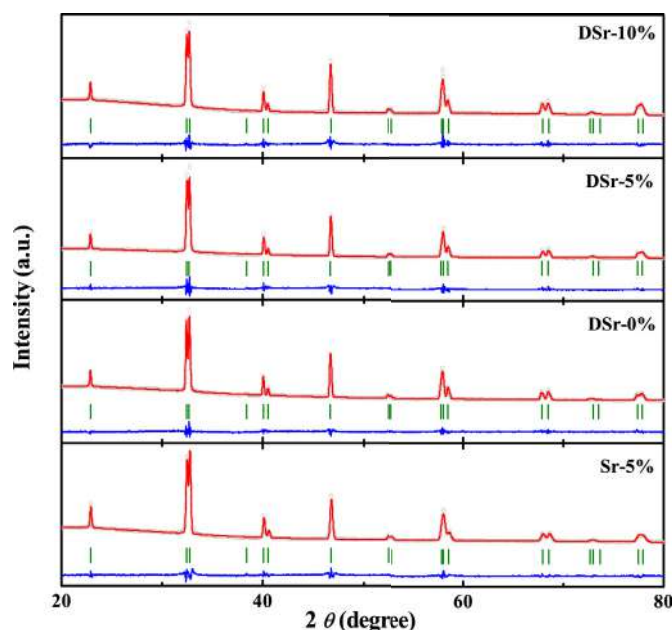 DSr-10%
DSr-5%
DSr-0%
Sr-5%
Intensity (a.u.)
20 40 60 80
2 θ (degree)